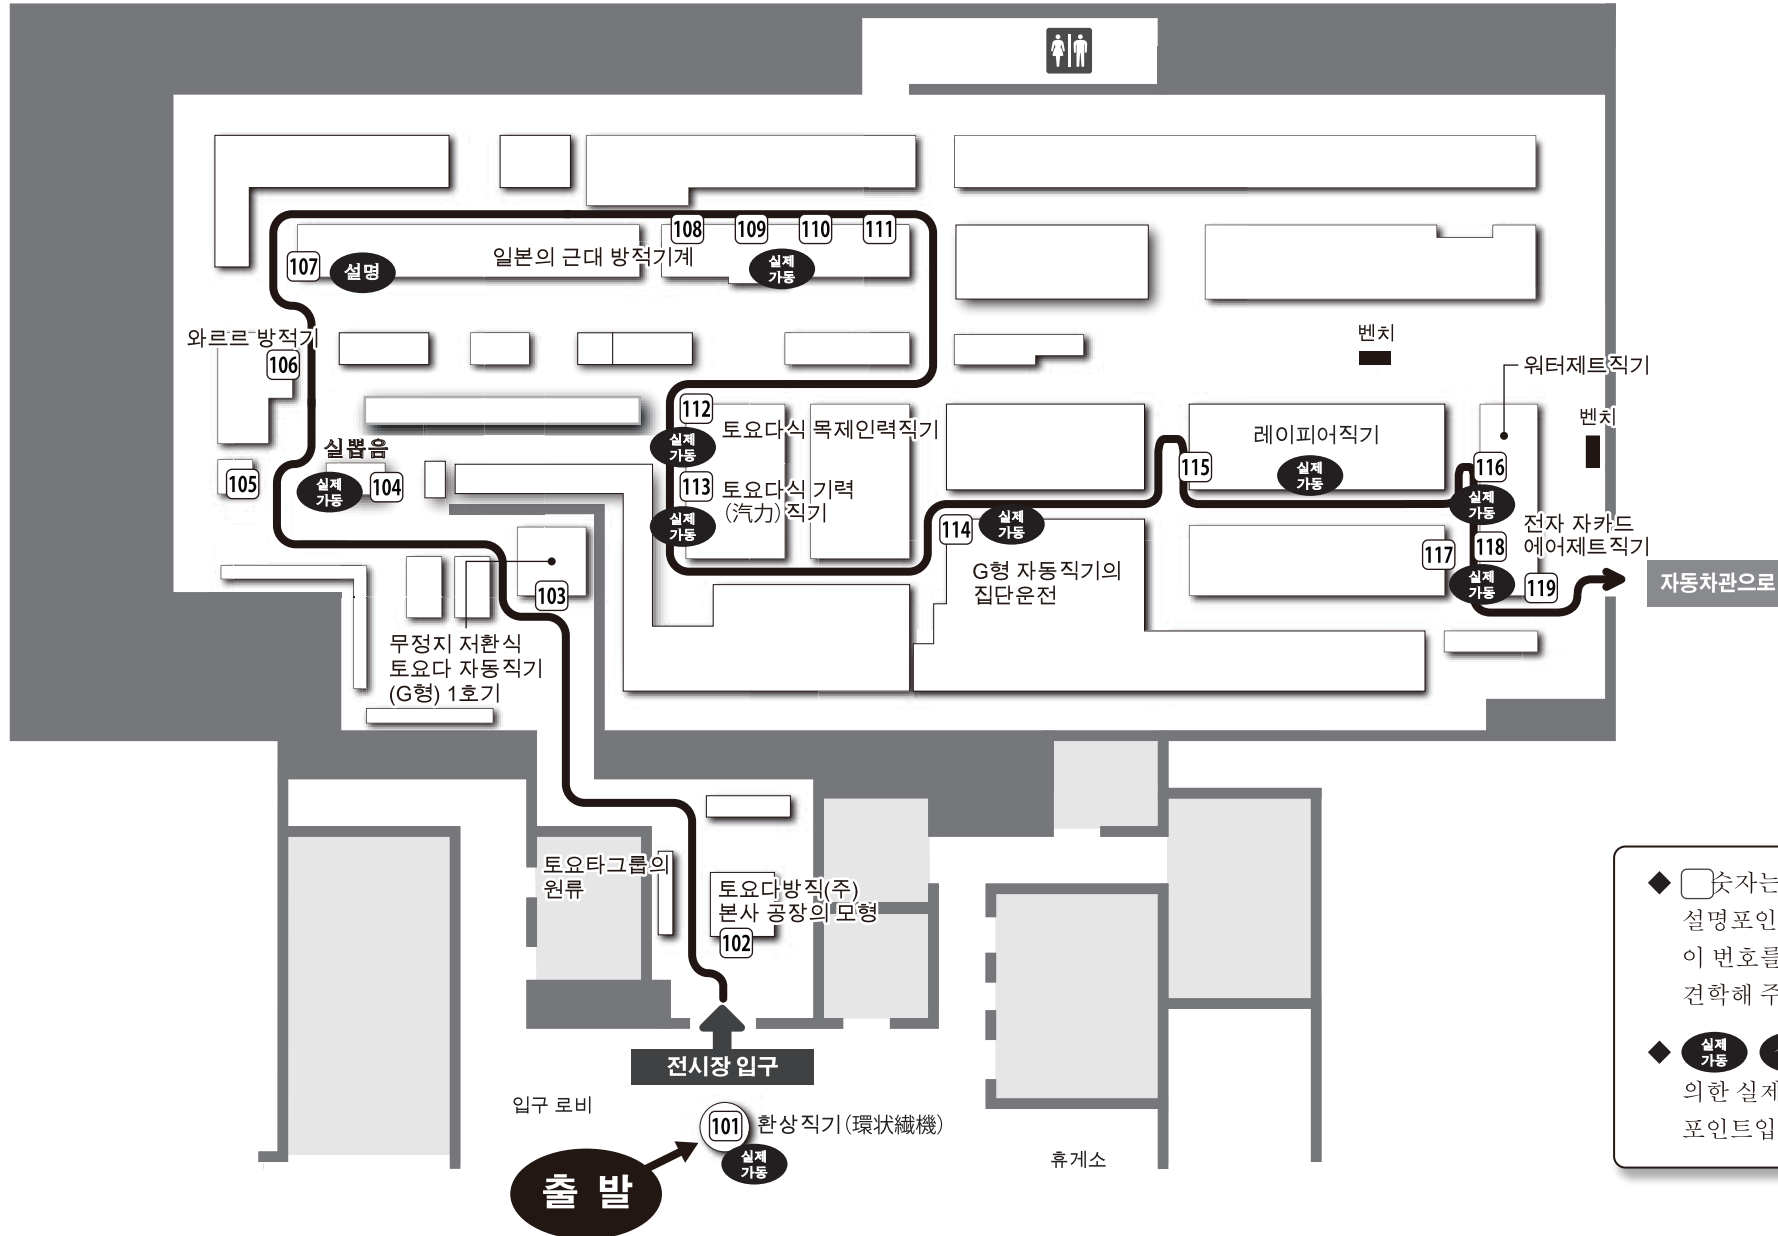 107
설명
일본의 근대 방적기계
108
109
110
111
실제
가동
와르르 방적기
106
벤치
워터제트직기
벤치
112
토요다식 목제인력직기
실제
가동
113
토요다식 기력
(汽力)직기
실제
가동
실뽑음
105
실제
가동
104
레이피어직기
115
실제
가동
116
실제
가동
114
실제
가동
G형 자동직기의
집단운전
전자 자카드
에어제트직기
117
118
실제
가동
119
자동차관으로
103
무정지 저환식
토요다 자동직기
(G형) 1호기
토요타그룹의
원류
토요다방직(주)
본사 공장의 모형
102
전시장 입구
입구 로비
101
환상직기(環状繊機)
실제
가동
출 발
휴게소
◆ 숫자는
설명포인
이 번호를
견학해 주
◆ 실제
가동
의한 실제
포인트입